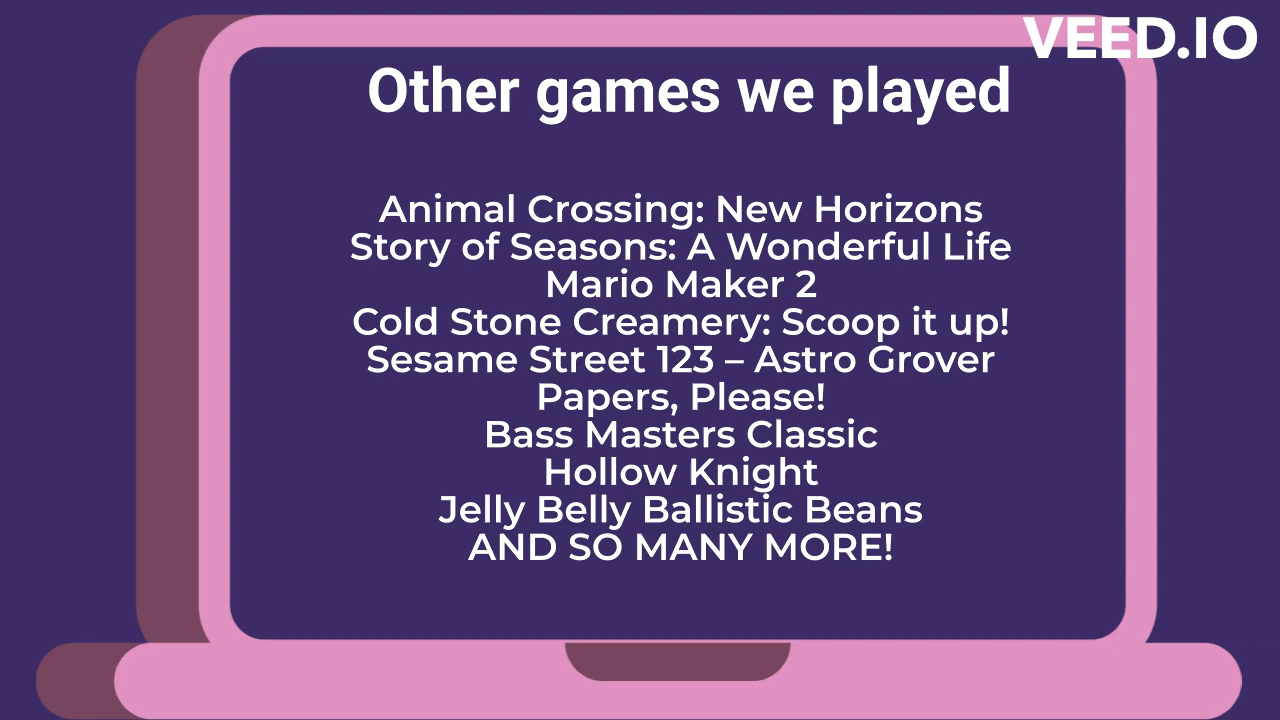 VEED.IO
Other games we played
Animal Crossing: New Horizons
Story of Seasons: A Wonderful Life
Mario Maker 2
Cold Stone Creamery: Scoop it up!
Sesame Street 123 – Astro Grover
Papers, Please!
Bass Masters Classic
Hollow Knight
Jelly Belly Ballistic Beans
AND SO MANY MORE!